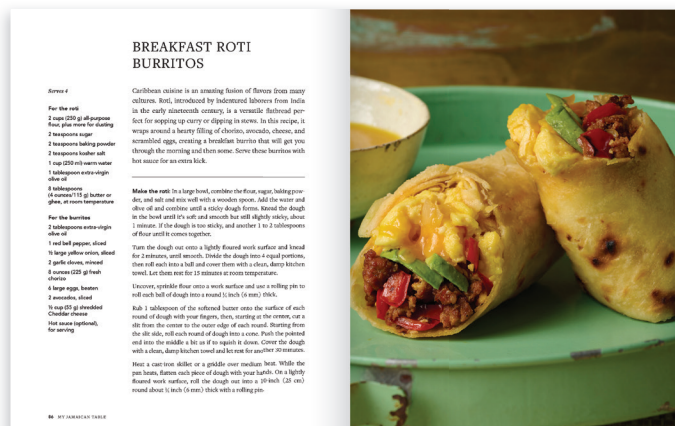 BREAKFAST ROTI
BURRITOS
Serves 4
For the roti
2 cups (250 g) all-purpose
flour, plus more for dusting
2 teaspoons sugar
2 teaspoons baking powder
2 teaspoons kosher salt
1 cup (250 ml) warm water
1 tablespoon extra-virgin
olive oil
8 tablespoons
(4 ounces/115 g) butter or
ghee, at room temperature
For the burritos
2 tablespoons extra-virgin
olive oil
1 red bell pepper, sliced
½ large yellow onion, sliced
2 garlic cloves, minced
8 ounces (225 g) fresh
chorizo
6 large eggs, beaten
2 avocados, sliced
½ cup (55 g) shredded
Cheddar cheese
Hot sauce (optional),
for serving
Caribbean cuisine is an amazing fusion of flavors from many
cultures. Roti, introduced by indentured laborers from India
in the early nineteenth century, is a versatile flatbread per-
fect for sopping up curry or dipping in stews. In this recipe, it
wraps around a hearty filling of chorizo, avocado, cheese, and
scrambled eggs, creating a breakfast burrito that will get you
through the morning and then some. Serve these burritos with
hot sauce for an extra kick.
Make the roti: In a large bowl, combine the flour, sugar, baking pow-
der, and salt and mix well with a wooden spoon. Add the water and
olive oil and combine until a sticky dough forms. Knead the dough
in the bowl until it's soft and smooth but still slightly sticky, about
1 minute. If the dough is too sticky, and another 1 to 2 tablespoons
of flour until it comes together.
Turn the dough out onto a lightly floured work surface and knead
for 2 minutes, until smooth. Divide the dough into 4 equal portions,
then roll each into a ball and cover them with a clean, damp kitchen
towel. Let them rest for 15 minutes at room temperature.
Uncover, sprinkle flour onto a work surface and use a rolling pin to
roll each ball of dough into a round ¼ inch (6 mm) thick.
Rub 1 tablespoon of the softened butter onto the surface of each
round of dough with your fingers, then, starting at the center, cut a
slit from the center to the outer edge of each round. Starting from
the slit side, roll each round of dough into a cone. Push the pointed
end into the middle a bit as if to squish it down. Cover the dough
with a clean, damp kitchen towel and let rest for another 30 minutes.
Heat a cast-iron skillet or a griddle over medium heat. While the
pan heats, flatten each piece of dough with your hands. On a lightly
floured work surface, roll the dough out into a 10-inch (25 cm)
round about ¼ inch (6 mm) thick with a rolling pin.
86 MY JAMAICAN TABLE